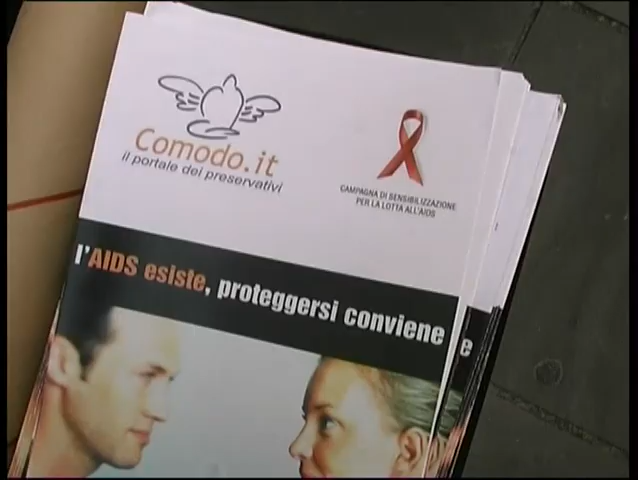 Comodo.it
il portale dei preservativi
CAMPAGNA DI SENSIBILIZZAZIONE
PER LA LOTTA ALL'AIDS
l'AIDS esiste, proteggersi conviene
e